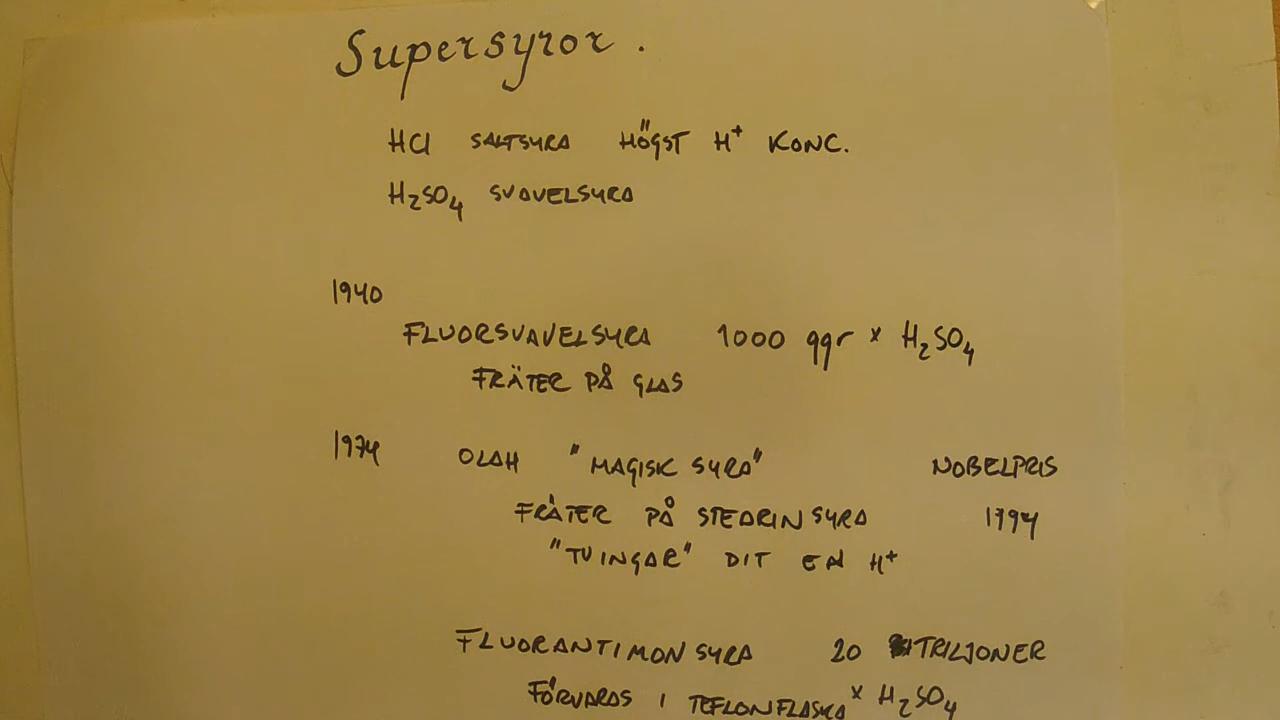 Supersyror.
HCl SALTSYRA HÖGST H⁺ KONC.
H₂SO₄ SVAVELSYRA
1940
FLUORSVAVELSYRA 1000 ggr × H₂SO₄
FRÄTER PÅ GLAS
1974 OLAH "MAGISK SYRA" NOBELPRIS
FRÄTER PÅ STEARINSYRA 1994
"TVINGAR" DIT EN H⁺
FLUORANTIMONSYRA 20 TRILJONER
FÖRVARAS I TEFLONFLASKA × H₂SO₄